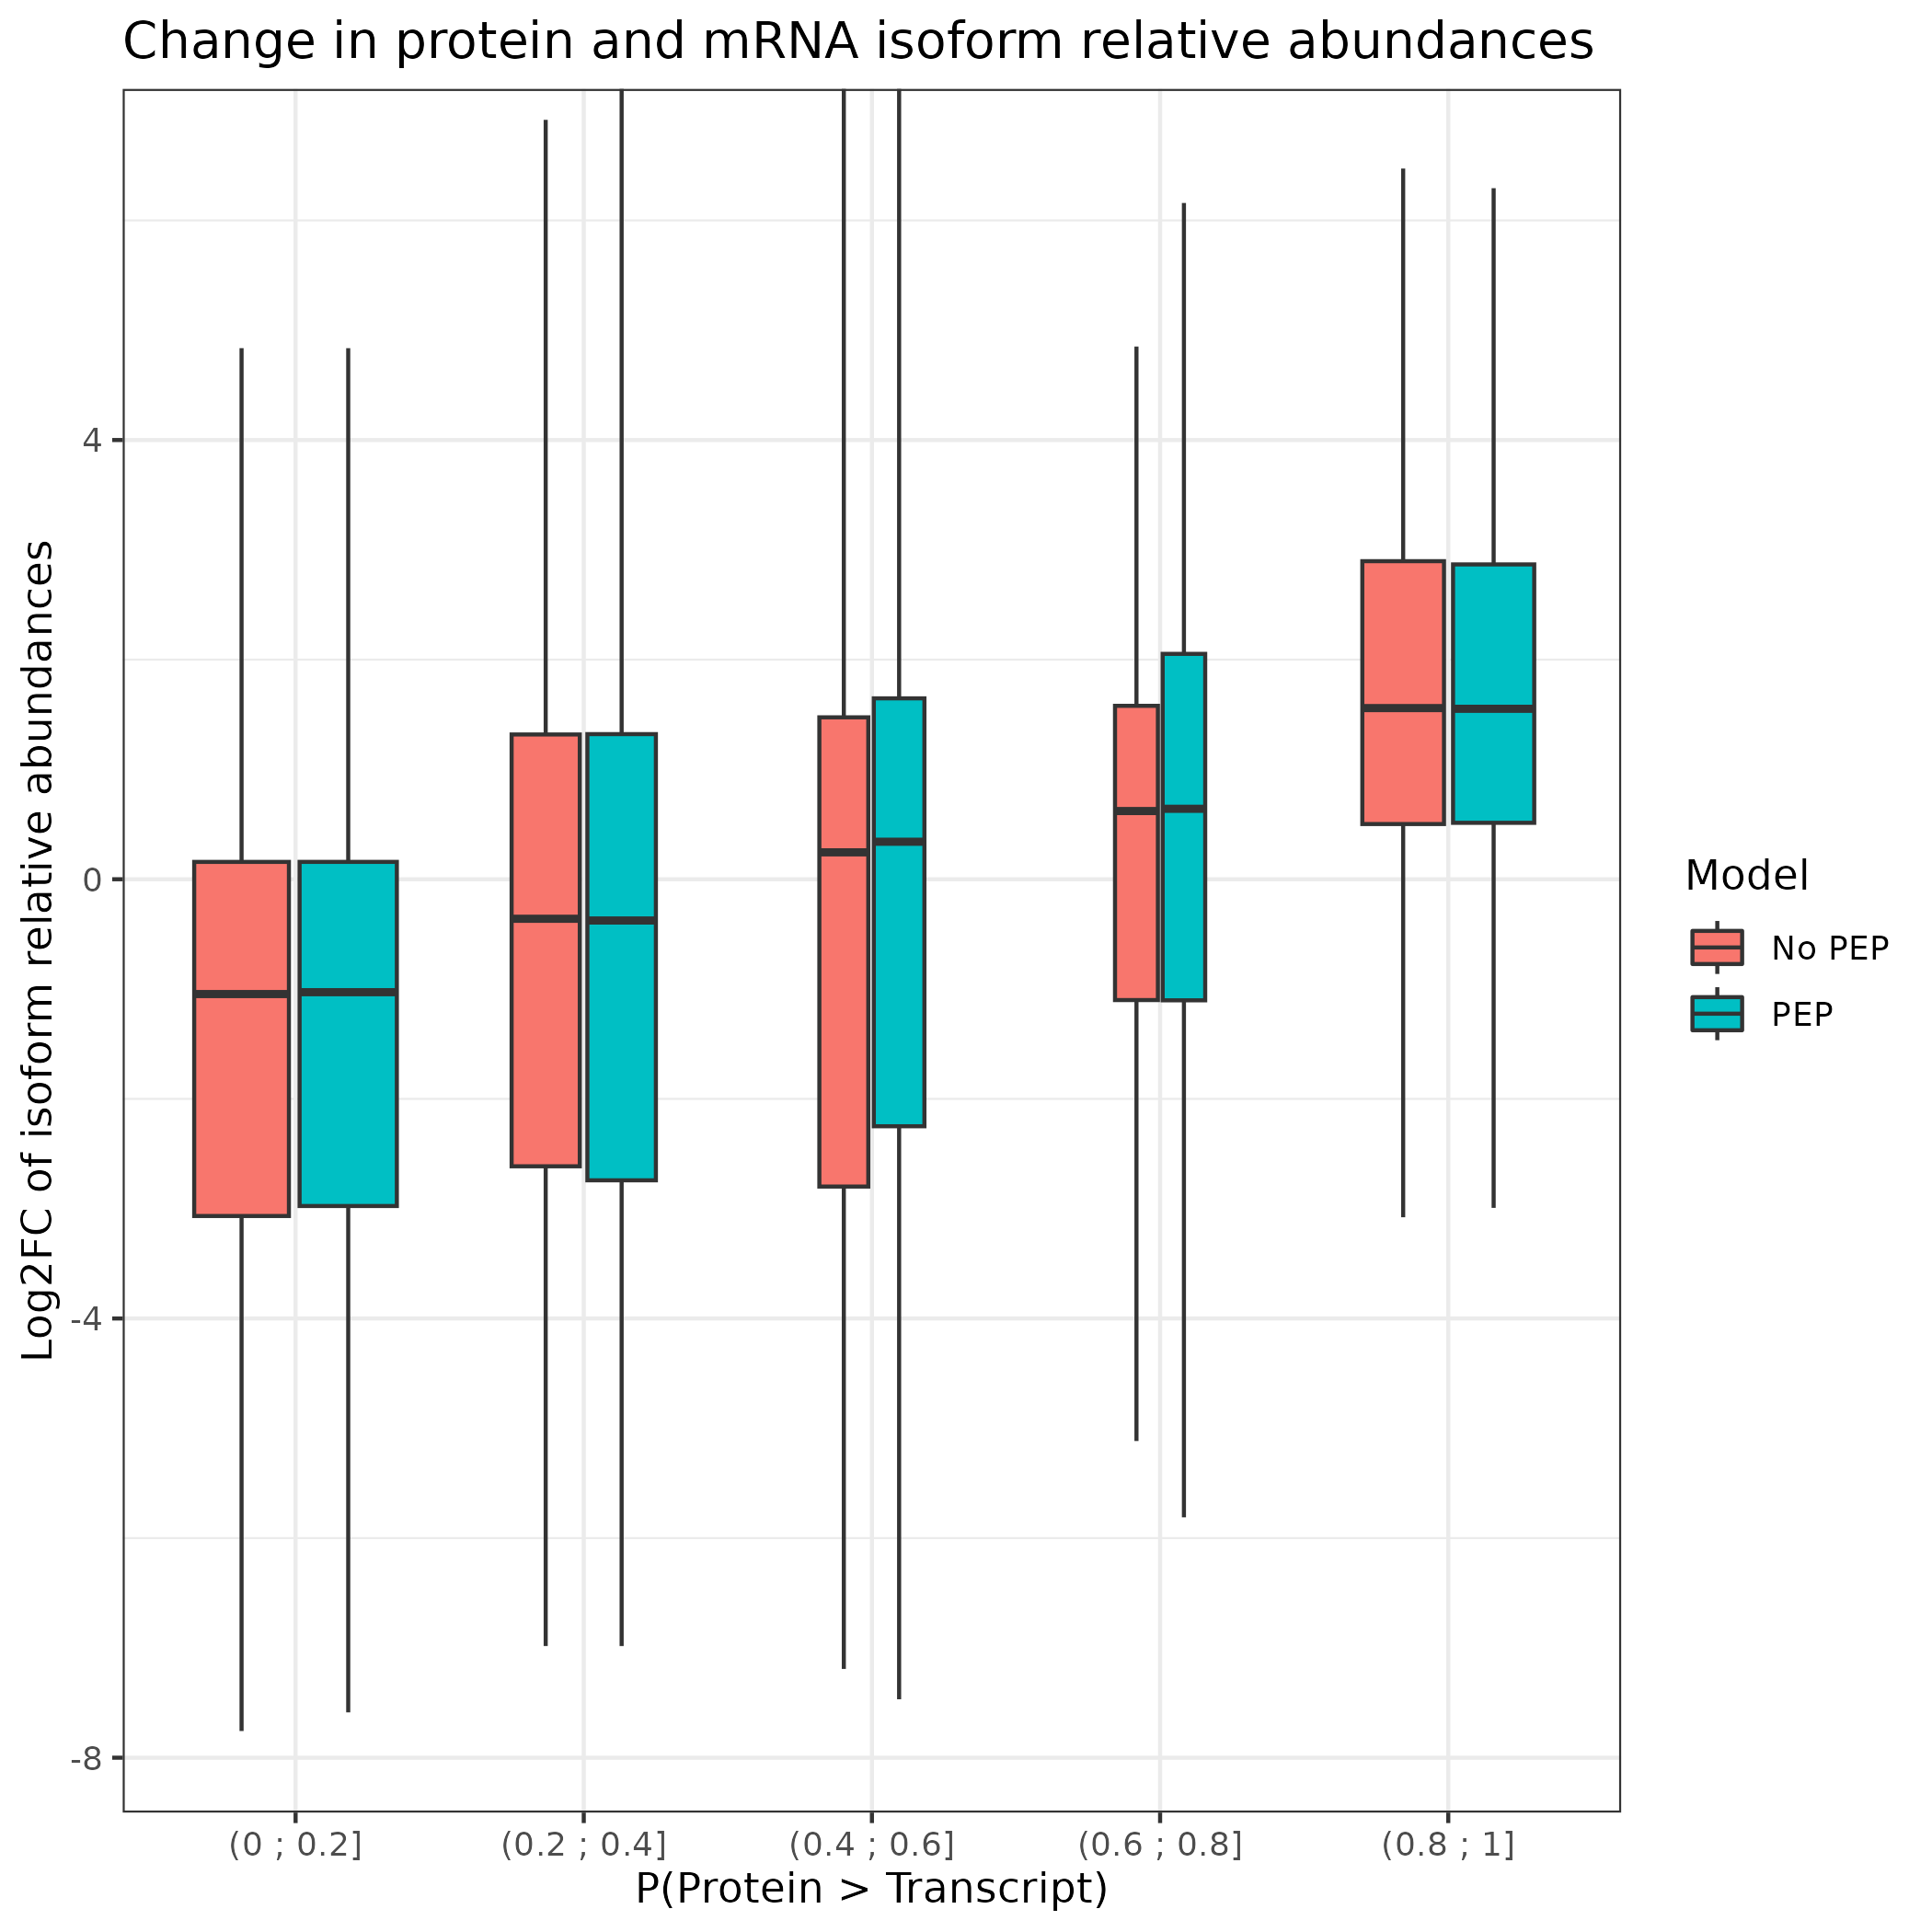 Change in protein and mRNA isoform relative abundances
Log2FC of isoform relative abundances
4
0
-4
-8
(0 ; 0.2]
(0.2 ; 0.4]
(0.4 ; 0.6]
(0.6 ; 0.8]
(0.8 ; 1]
P(Protein > Transcript)
Model
No PEP
PEP